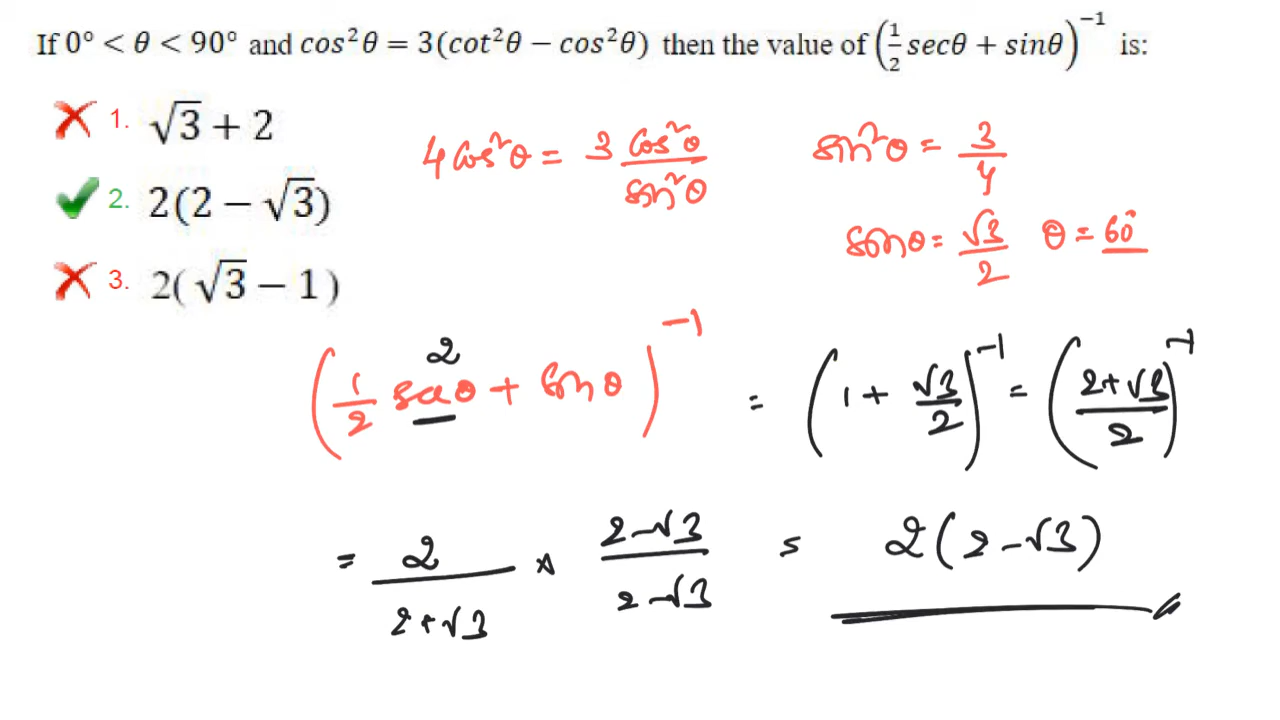 If 0° < θ < 90° and cos²θ = 3(cot²θ − cos²θ) then the value of (1/2 secθ + sinθ)⁻¹ is:
1. √3 + 2
2. 2(2 − √3)
3. 2(√3 − 1)
4 cos²θ = 3 cos²θ/sin²θ
sin²θ = 3/4
sinθ = √3/2 θ = 60°
2
(1/2 secθ + sinθ)⁻¹ = (1 + √3/2)⁻¹ = ((2+√3)/2)⁻¹
= 2/(2+√3) × (2−√3)/(2−√3) = 2(2−√3)